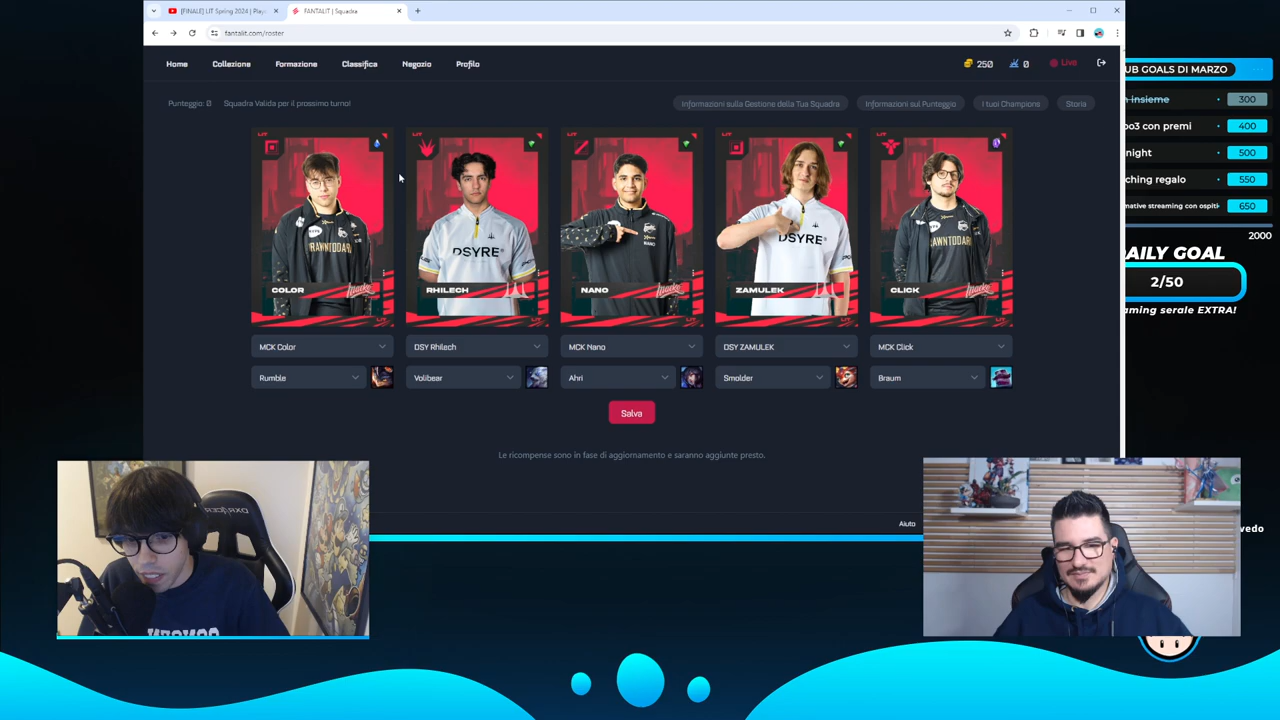 [FINALE] LIT Spring 2024 | Play
FANTALIT | Squadra
fantalit.com/roster
Home
Collezione
Formazione
Classifica
Negozio
Profilo
250
0
Live
Punteggio: 0
Squadra Valida per il prossimo turno!
Informazioni sulla Gestione della Tua Squadra
Informazioni sul Punteggio
I tuoi Champions
Storia
COLOR
RHILECH
NANO
ZAMULEK
CLICK
DSYRE
DSYRE
MCK Color
DSY Rhilech
MCK Nano
DSY ZAMULEK
MCK Click
Rumble
Volibear
Ahri
Smolder
Braum
Salva
Le ricompense sono in fase di aggiornamento e saranno aggiunte presto.
Aiuto
UB GOALS DI MARZO
insieme
300
po3 con premi
400
night
500
ching regalo
550
mative streaming con ospiti
650
2000
AILY GOAL
2/50
aming serale EXTRA!
vedo